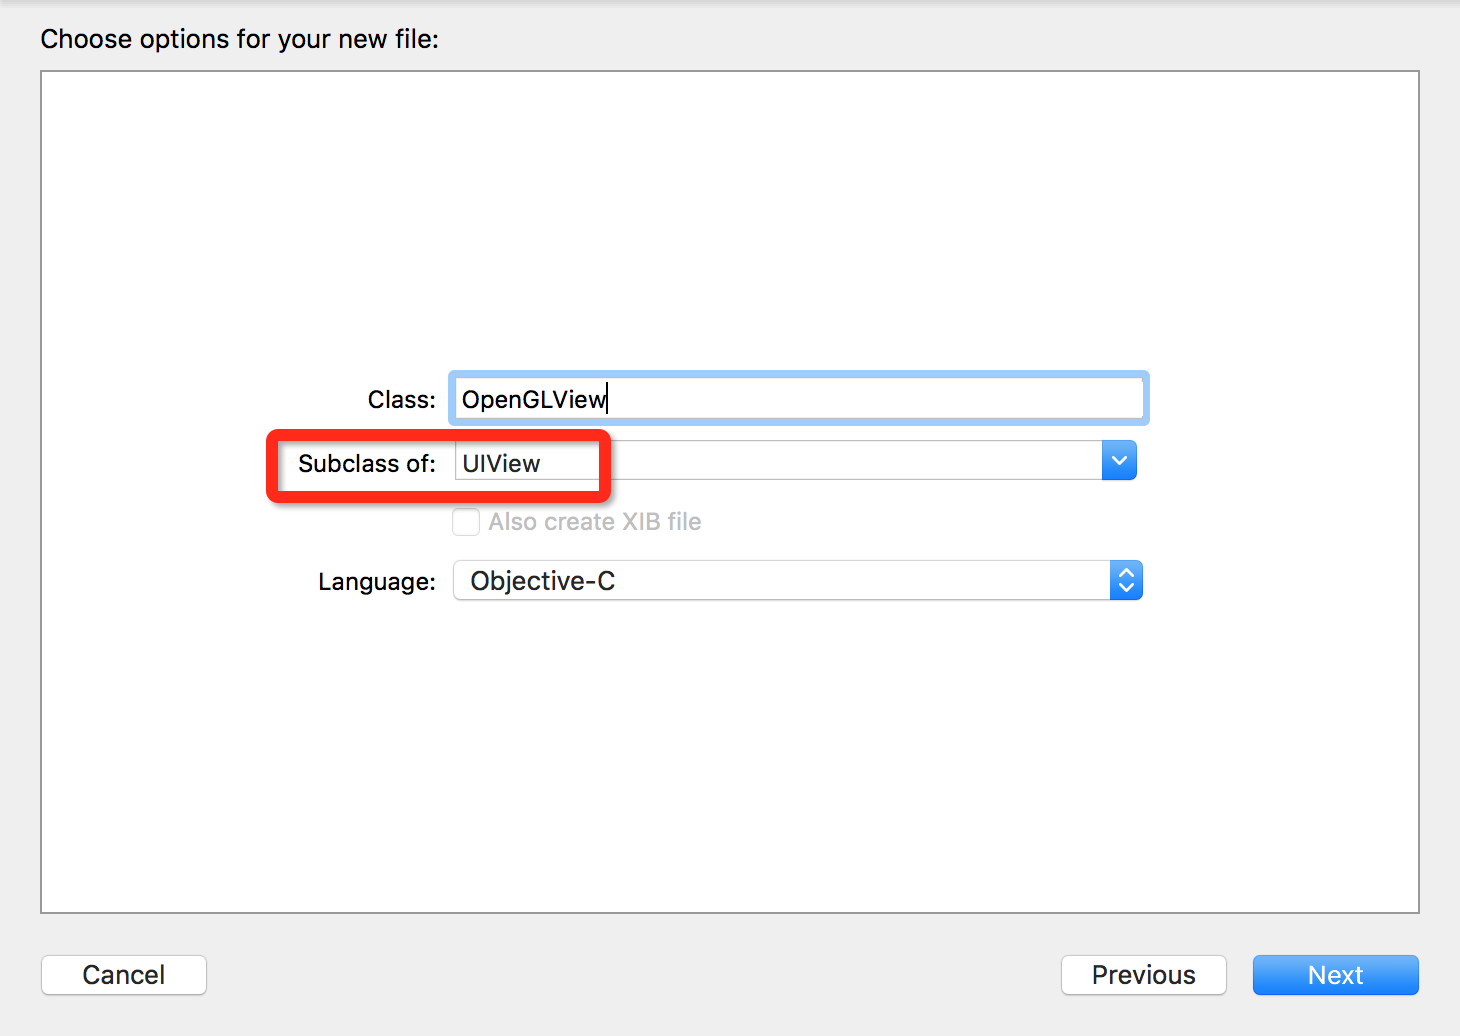 Choose options for your new file:
Class: OpenGLView
Subclass of: UIView
Also create XIB file
Language: Objective-C
Cancel Previous Next